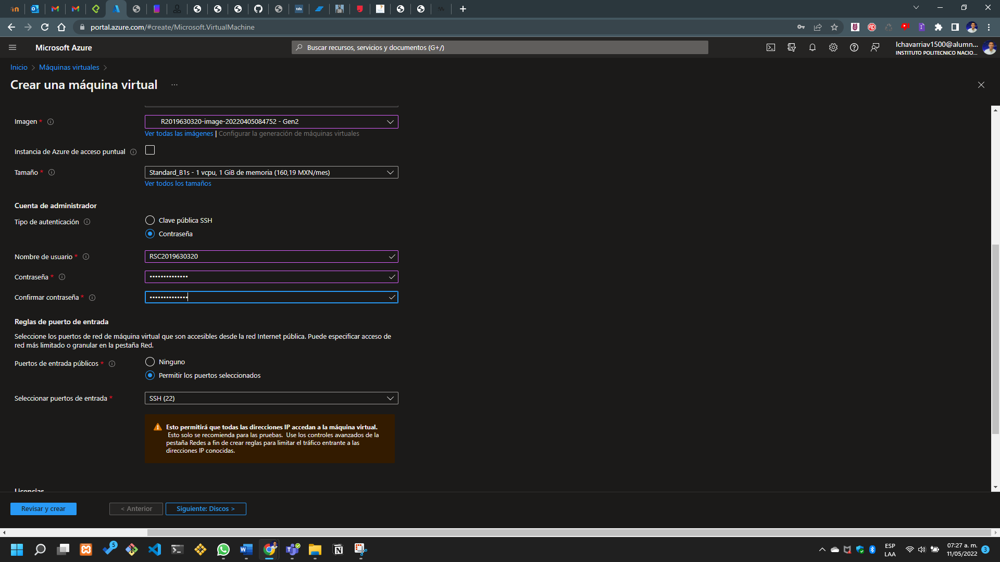 in
tds
portal.azure.com/#create/Microsoft.VirtualMachine
Microsoft Azure
Buscar recursos, servicios y documentos (G+/)
lchavarriav1500@alumn...
INSTITUTO POLITECNICO NACIO...
Inicio > Máquinas virtuales >
Crear una máquina virtual ...
Imagen *
R2019630320-image-20220405084752 - Gen2
Ver todas las imágenes | Configurar la generación de máquinas virtuales
Instancia de Azure de acceso puntual
Tamaño *
Standard_B1s - 1 vcpu, 1 GiB de memoria (160,19 MXN/mes)
Ver todos los tamaños
Cuenta de administrador
Tipo de autenticación
Clave pública SSH
Contraseña
Nombre de usuario *
RSC2019630320
Contraseña *
••••••••••••••
Confirmar contraseña *
••••••••••••••
Reglas de puerto de entrada
Seleccione los puertos de red de máquina virtual que son accesibles desde la red Internet pública. Puede especificar acceso de
red más limitado o granular en la pestaña Red.
Puertos de entrada públicos *
Ninguno
Permitir los puertos seleccionados
Seleccionar puertos de entrada *
SSH (22)
Esto permitirá que todas las direcciones IP accedan a la máquina virtual.
Esto solo se recomienda para las pruebas. Use los controles avanzados de la
pestaña Redes a fin de crear reglas para limitar el tráfico entrante a las
direcciones IP conocidas.
Licencias
Revisar y crear
< Anterior
Siguiente: Discos >
5
ESP
LAA
07:27 a. m.
11/05/2022
3